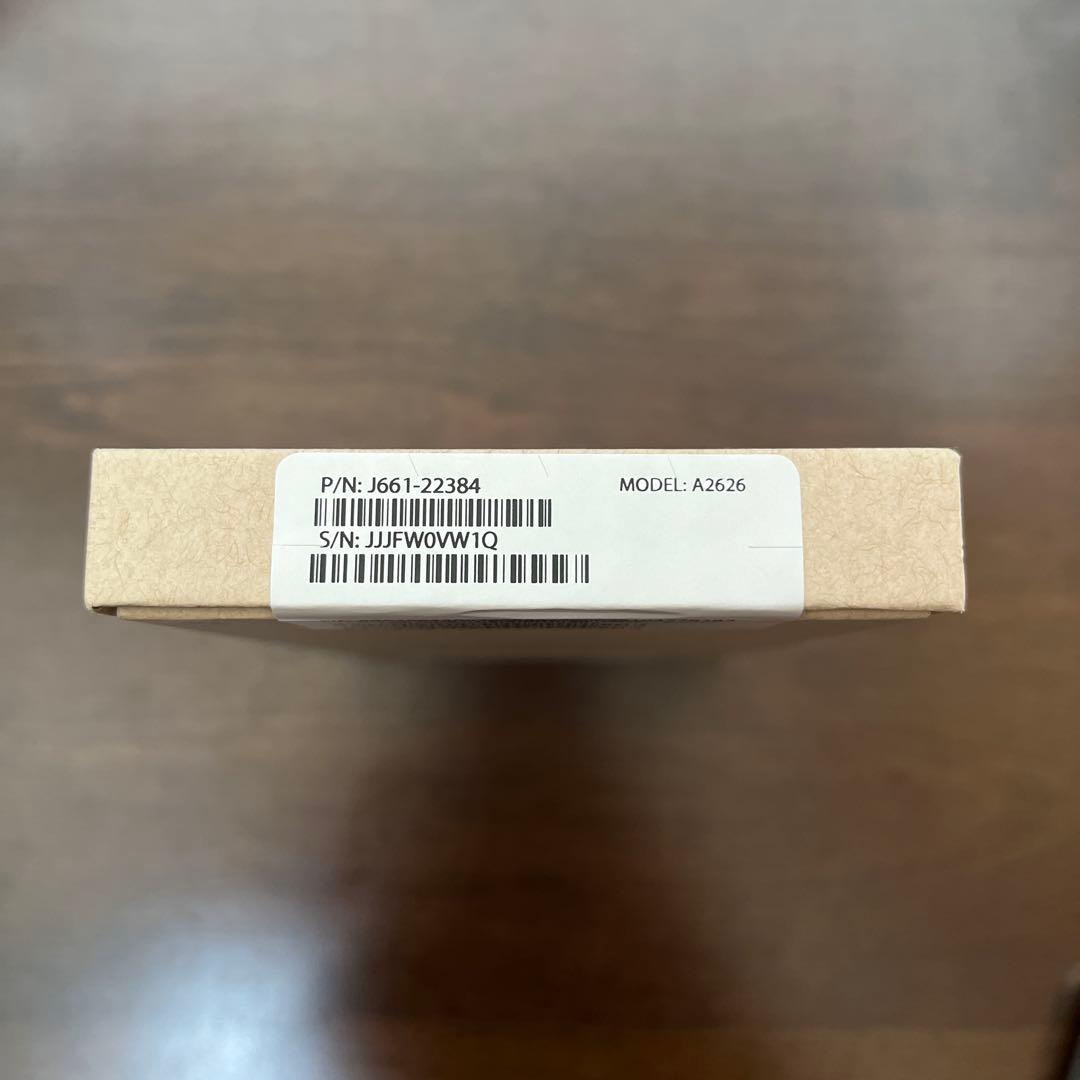 P/N: J661-22384
MODEL: A2626
S/N: JJJFW0VW1Q